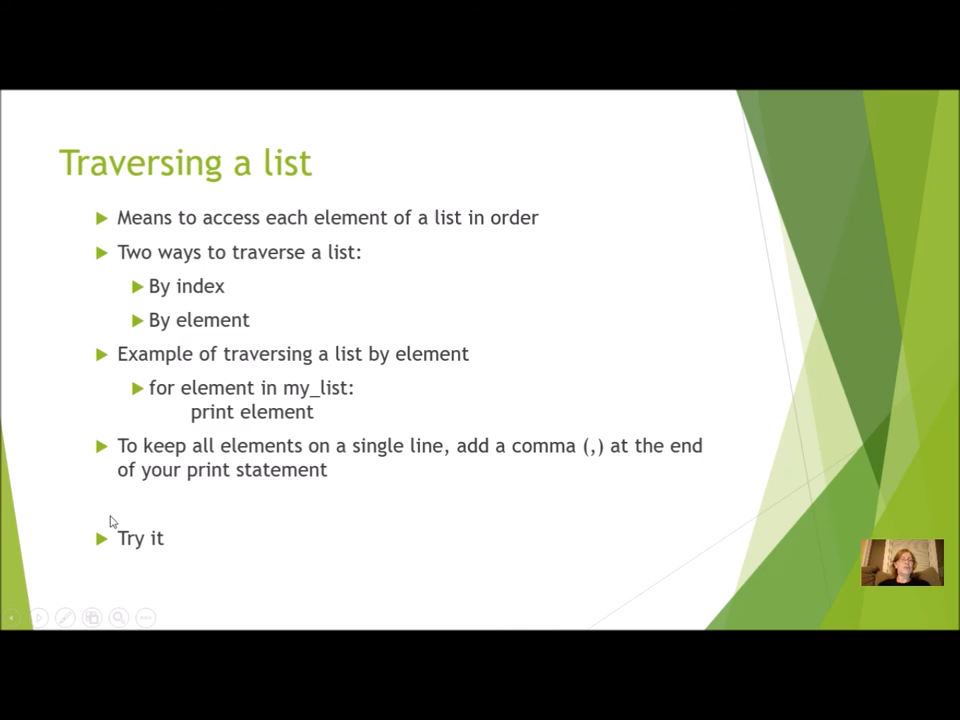 Traversing a list
Means to access each element of a list in order
Two ways to traverse a list:
By index
By element
Example of traversing a list by element
for element in my_list:
print element
To keep all elements on a single line, add a comma (,) at the end
of your print statement
Try it